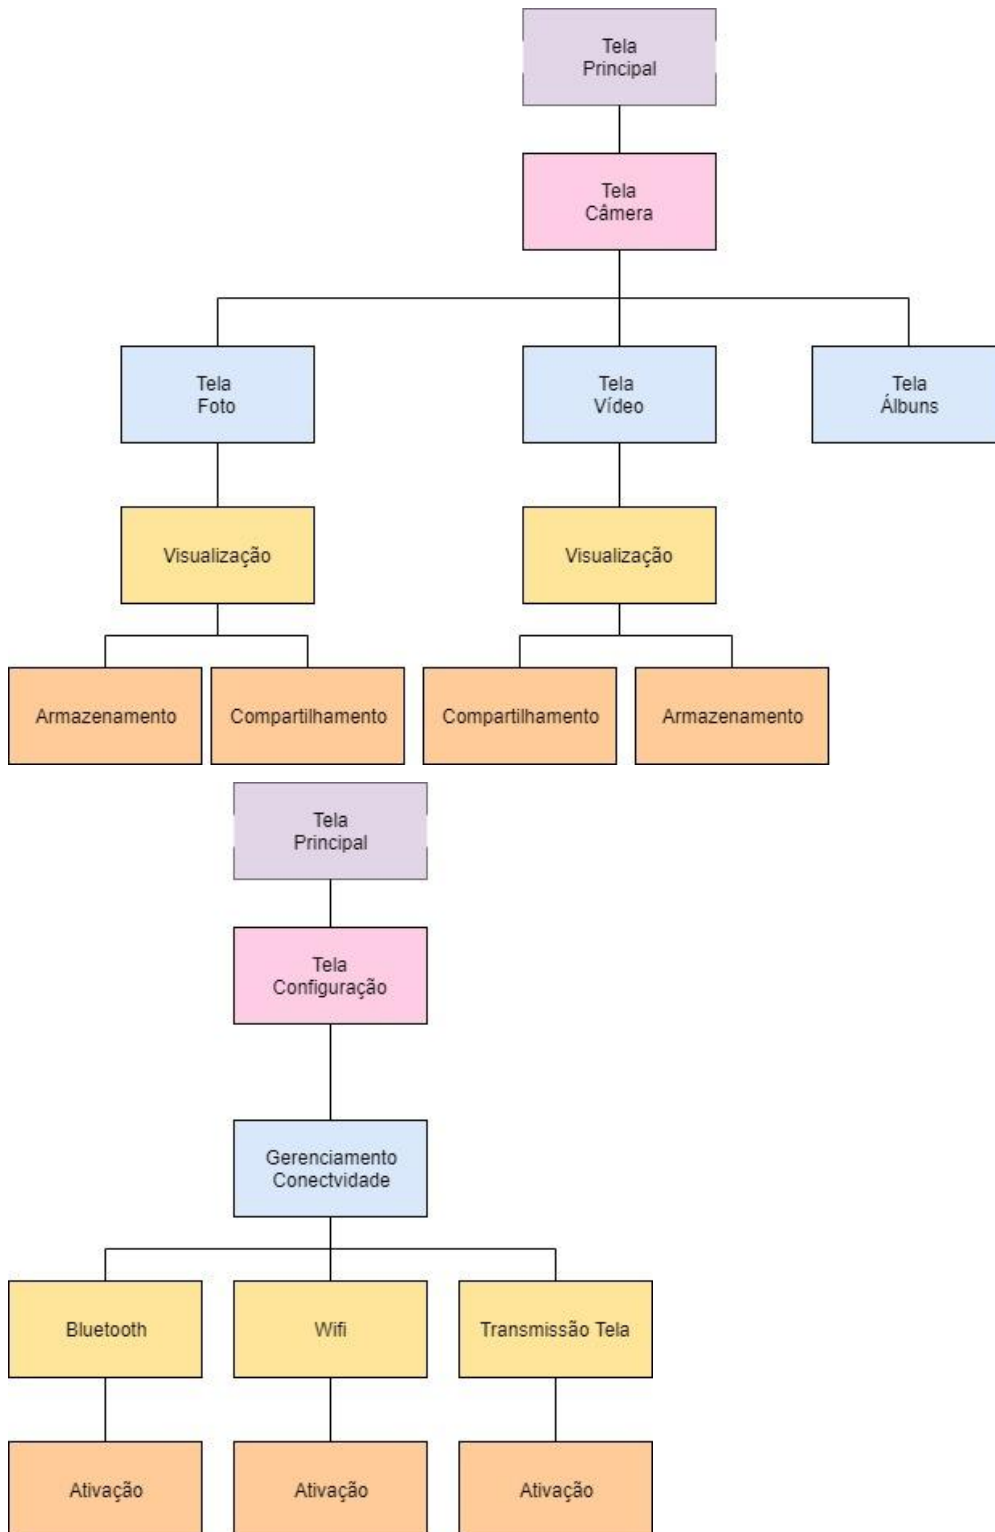 Tela
Principal
Tela
Câmera
Tela
Foto
Tela
Vídeo
Tela
Álbuns
Visualização
Visualização
Armazenamento
Compartilhamento
Compartilhamento
Armazenamento
Tela
Principal
Tela
Configuração
Gerenciamento
Conectvidade
Bluetooth
Wifi
Transmissão Tela
Ativação
Ativação
Ativação